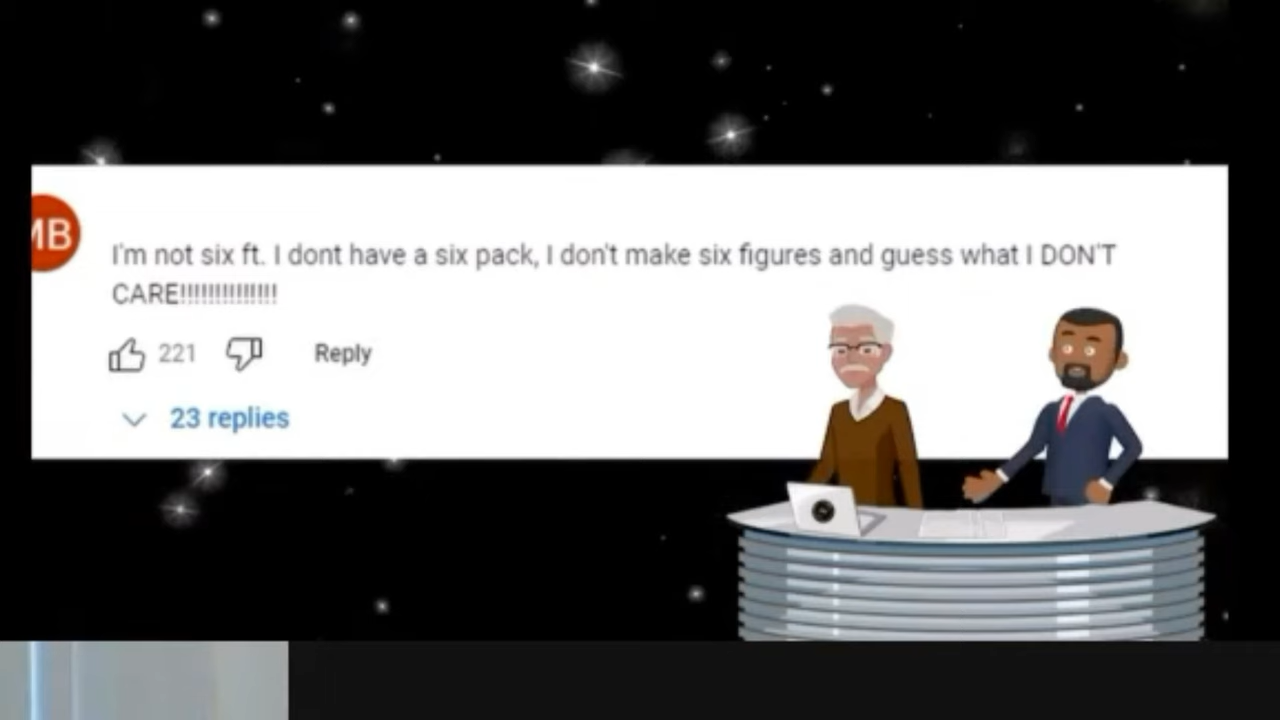 MB
I'm not six ft. I dont have a six pack, I don't make six figures and guess what I DON'T
CARE!!!!!!!!!!!!!!!
221
Reply
23 replies